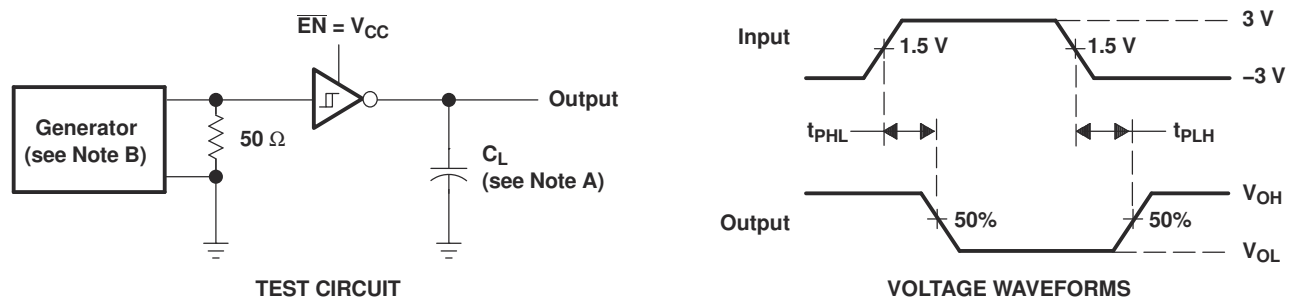 E̅N̅ = VCC
Generator
(see Note B)
50 Ω
Output
CL
(see Note A)
TEST CIRCUIT
Input
1.5 V
1.5 V
3 V
–3 V
tPHL
tPLH
Output
50%
50%
VOH
VOL
VOLTAGE WAVEFORMS